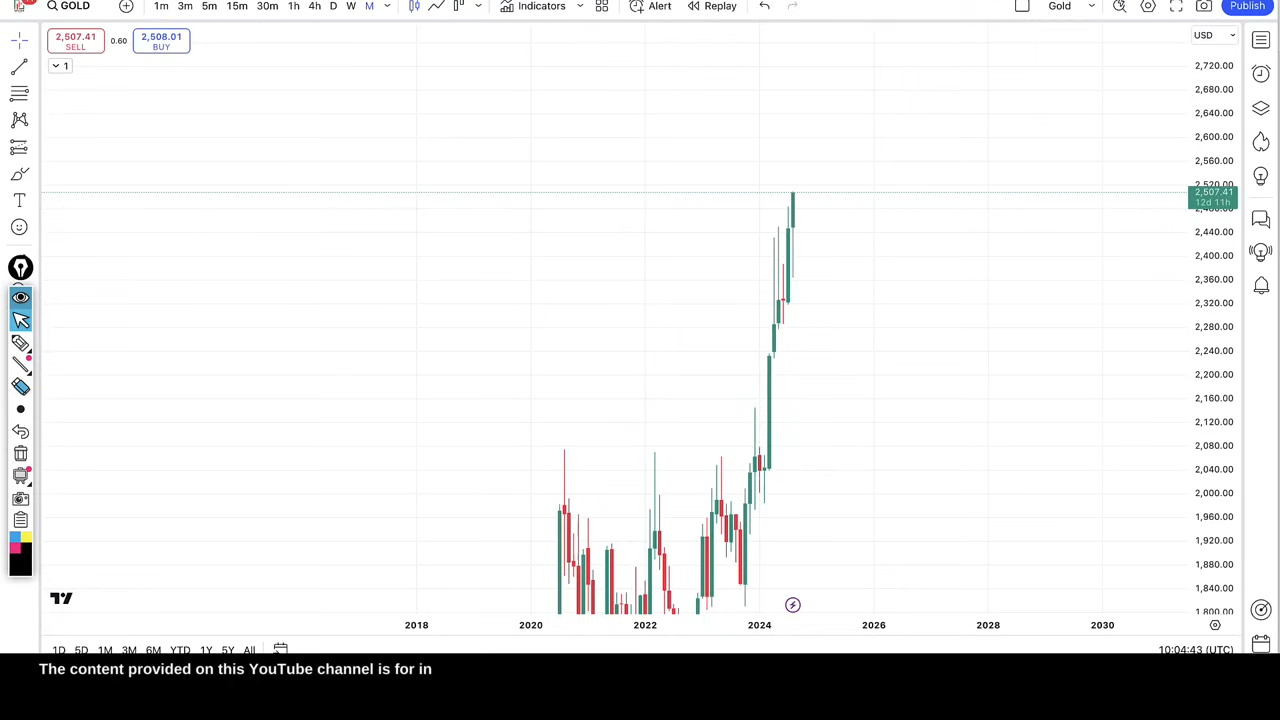 GOLD
1m 3m 5m 15m 30m 1h 4h D W M
Indicators
Alert
Replay
Gold
Publish
2,507.41
SELL
0.60
2,508.01
BUY
1
USD
2,720.00
2,680.00
2,640.00
2,600.00
2,560.00
2,520.00
2,507.41
12d 11h
2,480.00
2,440.00
2,400.00
2,360.00
2,320.00
2,280.00
2,240.00
2,200.00
2,160.00
2,120.00
2,080.00
2,040.00
2,000.00
1,960.00
1,920.00
1,880.00
1,840.00
1,800.00
2018 2020 2022 2024 2026 2028 2030
1D 5D 1M 3M 6M YTD 1Y 5Y All
10:04:43 (UTC)
The content provided on this YouTube channel is for in